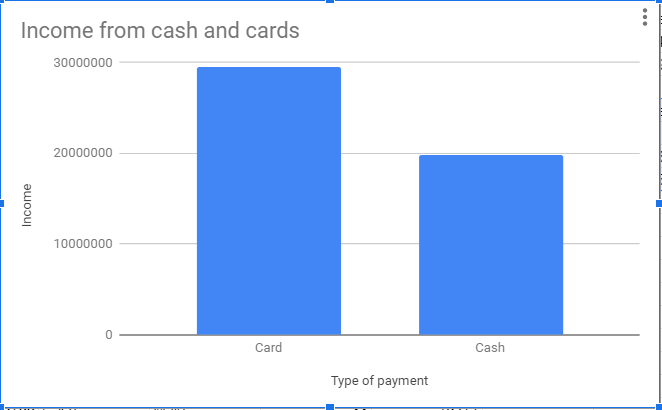 Income from cash and cards
30000000
20000000
10000000
0
Income
Card Cash
Type of payment